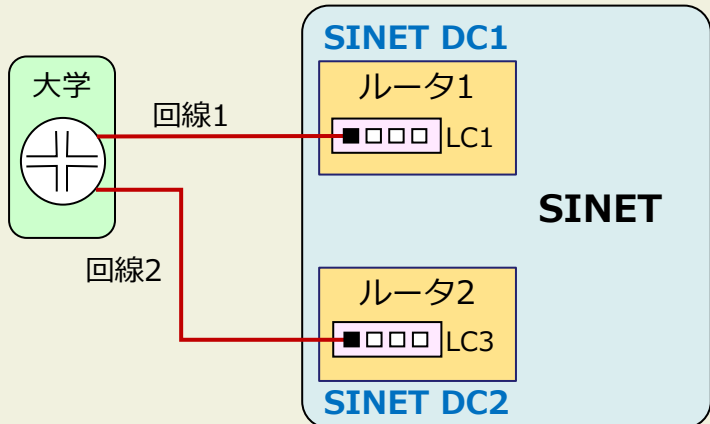 SINET DC1
大学
ルータ1
回線1
LC1
SINET
回線2
ルータ2
LC3
SINET DC2